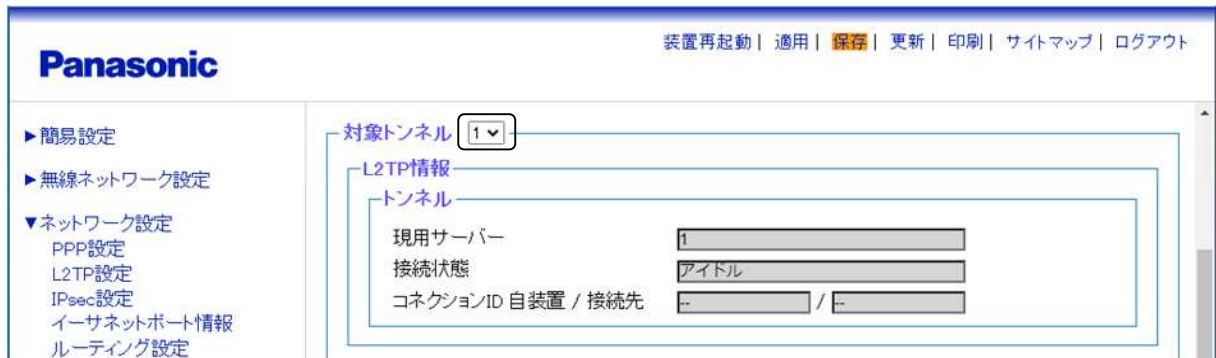 装置再起動 | 適用 | 保存 | 更新 | 印刷 | サイトマップ | ログアウト
Panasonic
►簡易設定
►無線ネットワーク設定
▼ネットワーク設定
PPP設定
L2TP設定
IPsec設定
イーサネットポート情報
ルーティング設定
対象トンネル 1
L2TP情報
トンネル
現用サーバー 1
接続状態 アイドル
コネクションID 自装置 / 接続先 -- / --